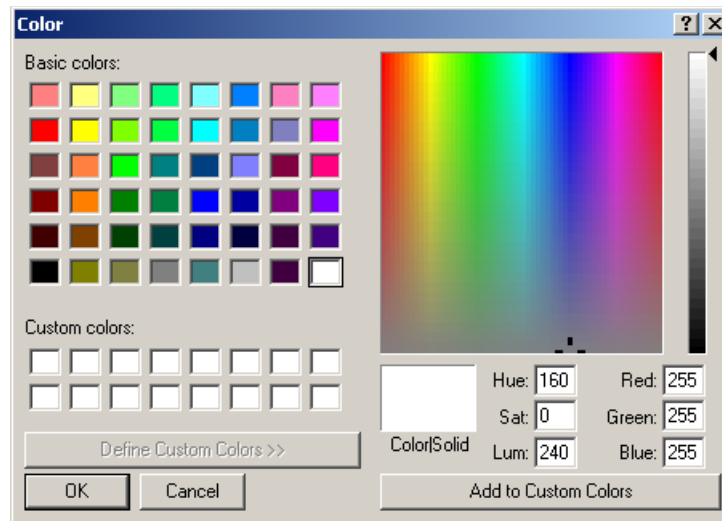 Color
Basic colors:
Custom colors:
Define Custom Colors >>
OK Cancel
Color|Solid
Hue: 160 Red: 255
Sat: 0 Green: 255
Lum: 240 Blue: 255
Add to Custom Colors